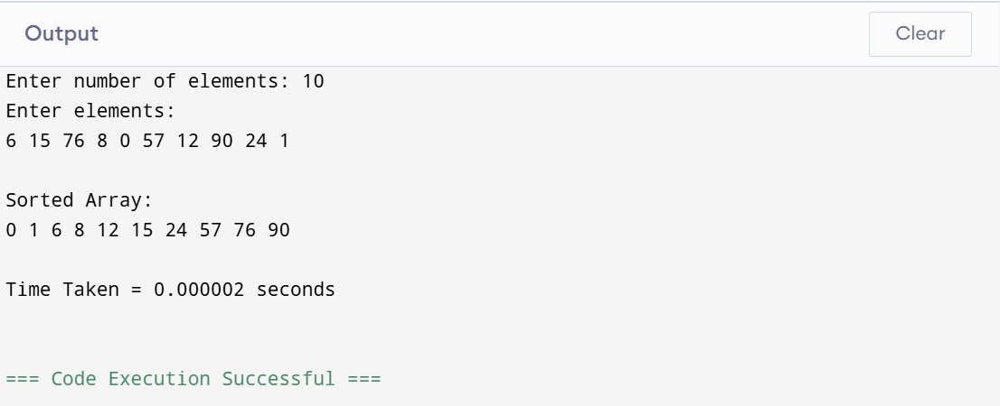 Output
Clear
Enter number of elements: 10
Enter elements:
6 15 76 8 0 57 12 90 24 1
Sorted Array:
0 1 6 8 12 15 24 57 76 90
Time Taken = 0.000002 seconds
=== Code Execution Successful ===